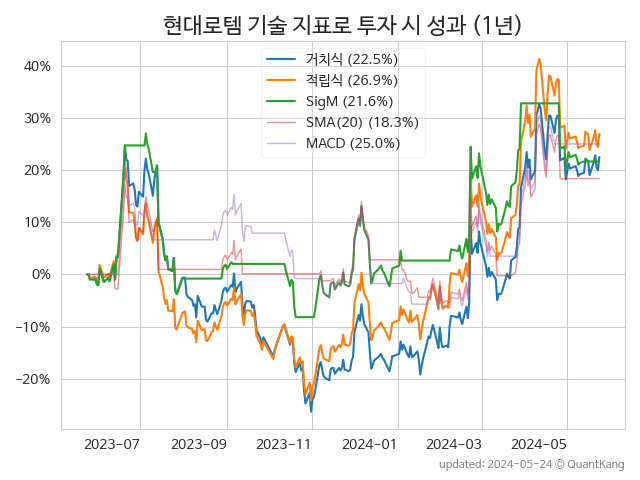 현대로템 기술 지표로 투자 시 성과 (1년)
거치식 (22.5%)
적립식 (26.9%)
SigM (21.6%)
SMA(20) (18.3%)
MACD (25.0%)
40%
30%
20%
10%
0%
−10%
−20%
2023-07
2023-09
2023-11
2024-01
2024-03
2024-05
updated: 2024-05-24 © QuantKang